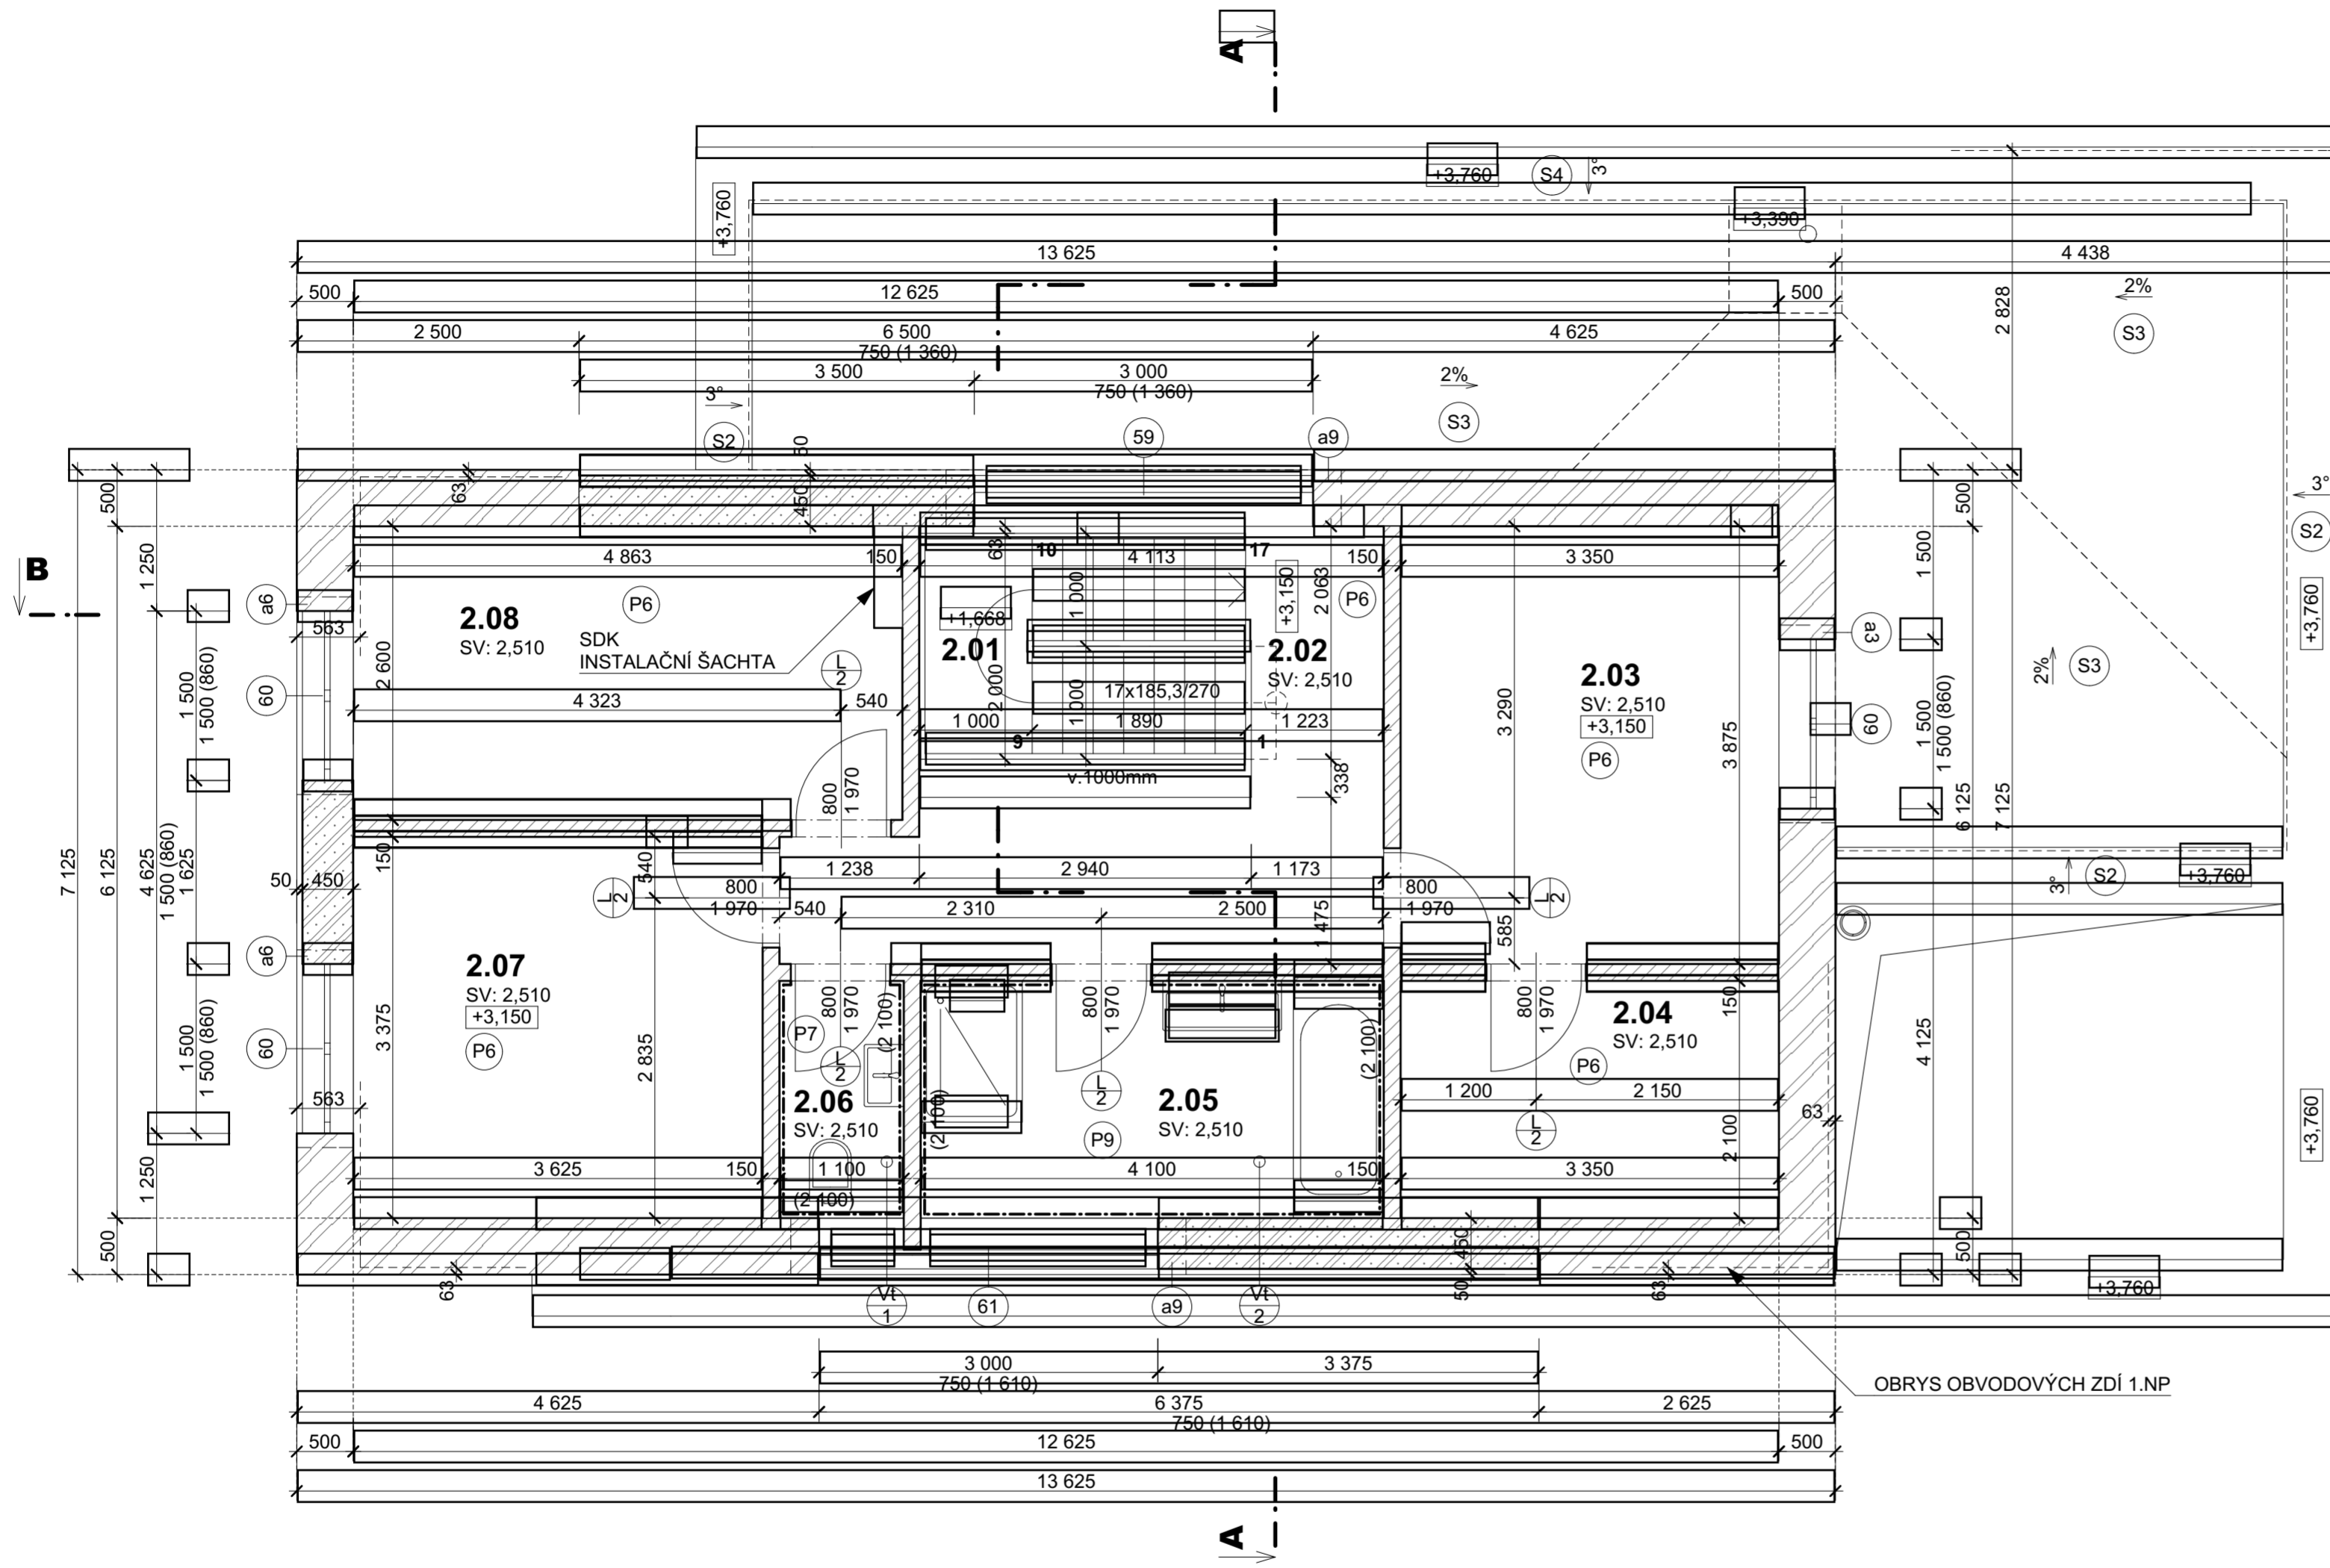 A
+3,760
S4
3°
+3,760
+3,390
13 625
4 438
500
12 625
500
2%
S3
2 828
2 500
6 500
4 625
750 (1 360)
3 500
3 000
750 (1 360)
3°
2%
S2
59
a9
S3
50
63
450
500
500
3°
S2
B
1 250
4 863
150
63
10
4 113
17
150
3 350
1 500
a6
563
2.08
SV: 2,510
P6
SDK
INSTALAČNÍ ŠACHTA
+1,668
1 000
2.01
+3,150
2 063
P6
2.02
SV: 2,510
2.03
SV: 2,510
+3,150
P6
a3
+3,760
2%
S3
2 600
L
2
60
1 500
1 500 (860)
4 323
540
2 000
1 000
17x185,3/270
1 000
1 890
1 223
9
1
3 290
3 875
60
1 500
1 500 (860)
v.1000mm
338
800
1 970
6 125
7 125
7 125
6 125
4 625
1 500 (860)
1 625
50
450
150
540
1 238
2 940
1 173
L
2
800
1 970
540
2 310
2 500
1 475
800
1 970
L
2
585
3°
S2
+3,760
a6
2.07
SV: 2,510
+3,150
P6
3 375
2 835
P7
800
1 970
(2 100)
L
2
800
1 970
L
2
(2 100)
800
1 970
2.04
SV: 2,510
P6
150
4 125
60
1 500
1 500 (860)
563
2.06
SV: 2,510
(2 100)
P9
2.05
SV: 2,510
1 200
2 150
L
2
2 100
63
+3,760
1 250
3 625
150
1 100
(2 100)
4 100
150
3 350
500
63
Vt
1
61
a9
Vt
2
450
50
63
500
+3,760
3 000
3 375
750 (1 610)
OBRYS OBVODOVÝCH ZDÍ 1.NP
4 625
6 375
2 625
750 (1 610)
500
12 625
500
13 625
A